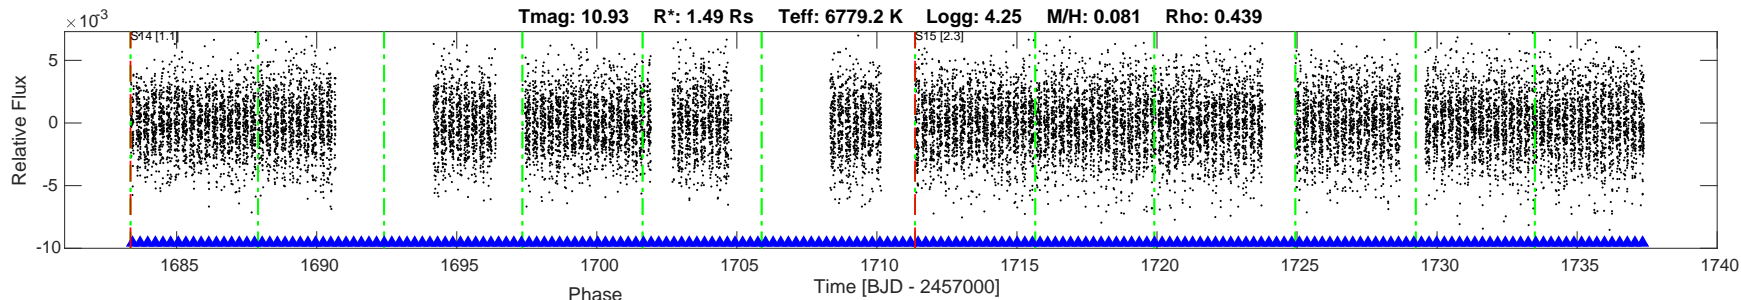 Tmag: 10.93 R*: 1.49 Rs Teff: 6779.2 K Logg: 4.25 M/H: 0.081 Rho: 0.439
× 10⁻³
S14 [1.1]
S15 [2.3]
5
0
-5
-10
Relative Flux
1685 1690 1695 1700 1705 1710 1715 1720 1725 1730 1735 1740
Phase
Time [BJD - 2457000]